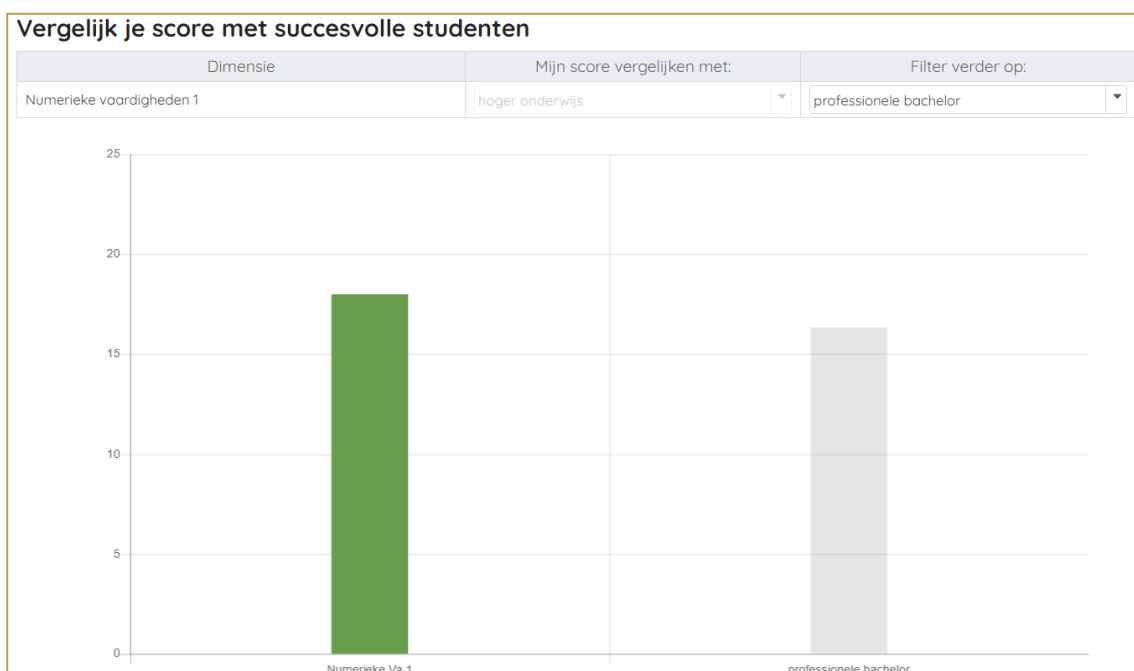 Vergelijk je score met succesvolle studenten
Dimensie Mijn score vergelijken met: Filter verder op:
Numerieke vaardigheden 1 hoger onderwijs professionele bachelor
25
20
15
10
5
0
Numerieke Va 1 professionele bachelor